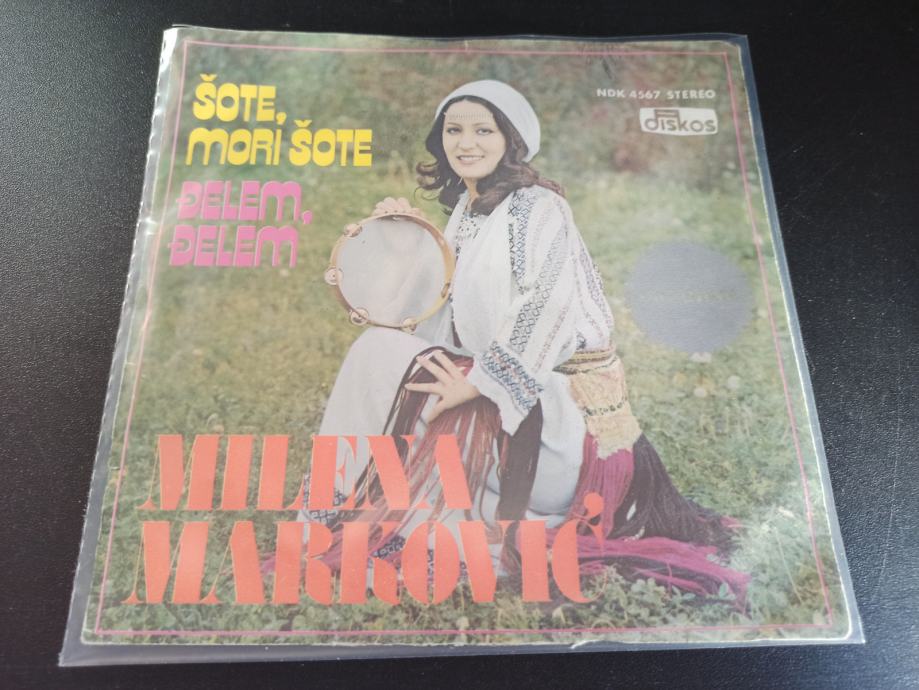 ŠOTE,
MORI ŠOTE
ĐELEM,
ĐELEM
NDK 4567 STEREO
diskos
MILENA
MARKOVIĆ